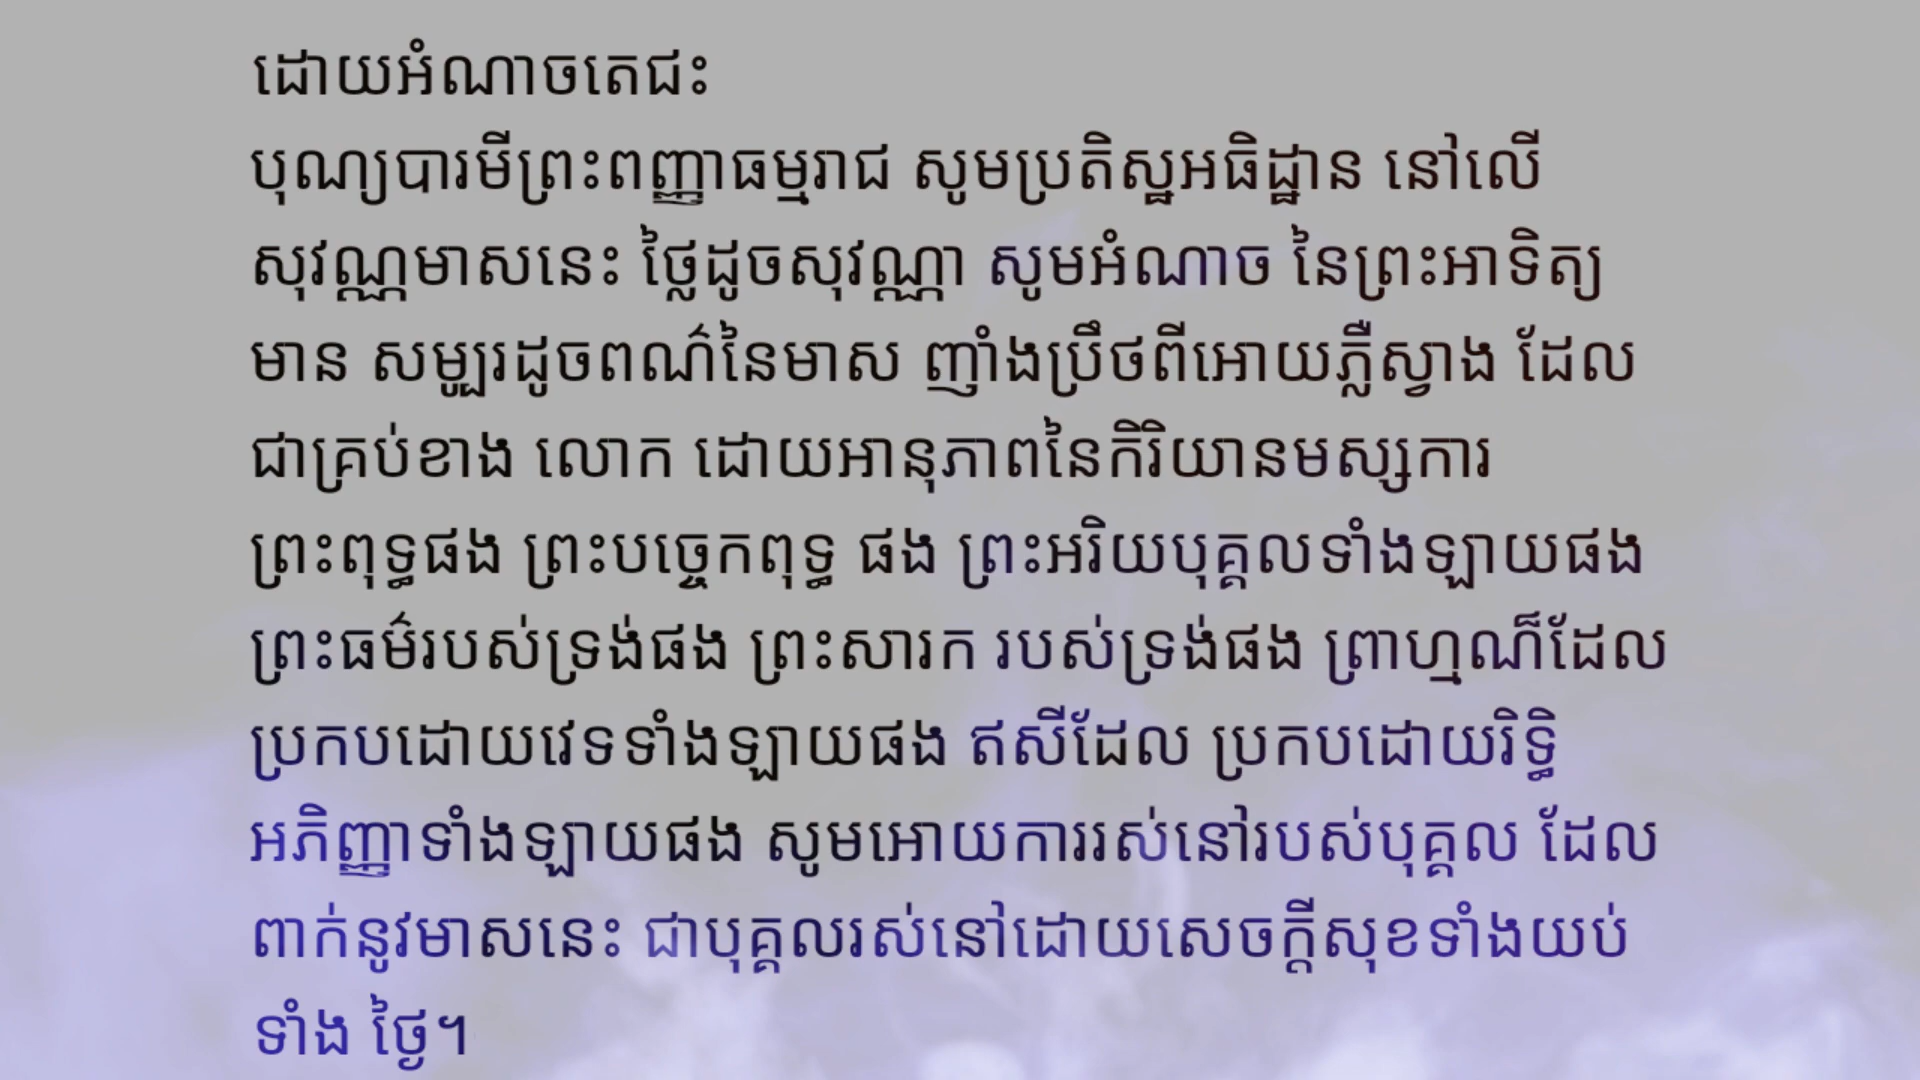 ដោយអំណាចតេជះ
បុណ្យបារមីព្រះពញ្ញាធម្មរាជ សូមប្រតិស្ឋអធិដ្ឋាន នៅលើ
សុវណ្ណមាសនេះ ថ្លៃដូចសុវណ្ណា សូមអំណាច នៃព្រះអាទិត្យ
មាន សម្បូរដូចពណ៌នៃមាស ញ៉ាំងប្រឹថពីអោយភ្លឺស្វាង ដែល
ជាគ្រប់ខាង លោក ដោយអានុភាពនៃកិរិយានមស្សការ
ព្រះពុទ្ធផង ព្រះបច្ចេកពុទ្ធ ផង ព្រះអរិយបុគ្គលទាំងឡាយផង
ព្រះធម៌របស់ទ្រង់ផង ព្រះសារក របស់ទ្រង់ផង ព្រាហ្មណ៏ដែល
ប្រកបដោយវេទទាំងឡាយផង ឥសីដែល ប្រកបដោយរិទ្ធិ
អភិញ្ញាទាំងឡាយផង សូមអោយការរស់នៅរបស់បុគ្គល ដែល
ពាក់នូវមាសនេះ ជាបុគ្គលរស់នៅដោយសេចក្តីសុខទាំងយប់
ទាំង ថ្ងៃ។